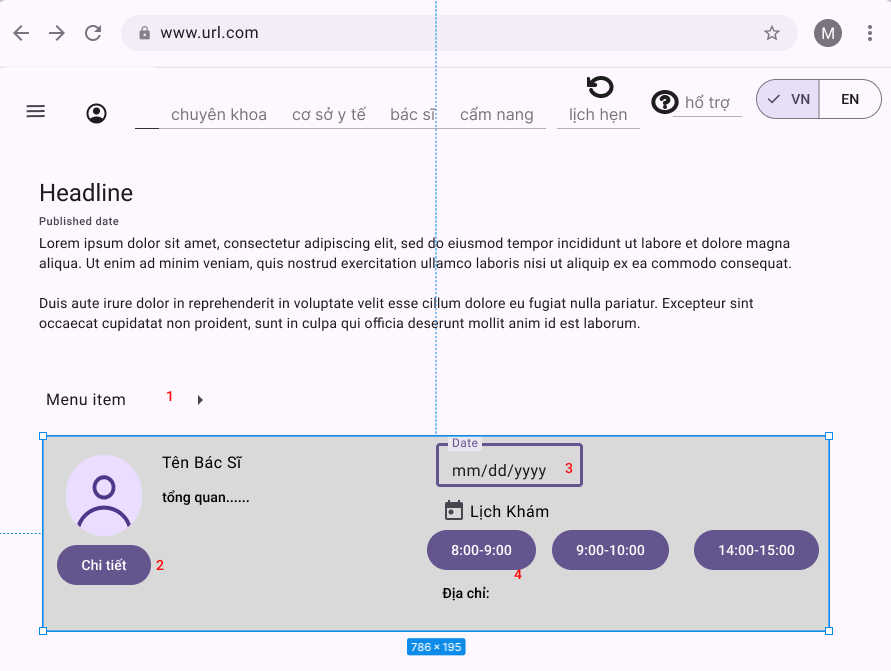 www.url.com
M
chuyên khoa
cơ sở y tế
bác sĩ
cẩm nang
lịch hẹn
hổ trợ
VN
EN
Headline
Published date
Lorem ipsum dolor sit amet, consectetur adipiscing elit, sed do eiusmod tempor incididunt ut labore et dolore magna
aliqua. Ut enim ad minim veniam, quis nostrud exercitation ullamco laboris nisi ut aliquip ex ea commodo consequat.
Duis aute irure dolor in reprehenderit in voluptate velit esse cillum dolore eu fugiat nulla pariatur. Excepteur sint
occaecat cupidatat non proident, sunt in culpa qui officia deserunt mollit anim id est laborum.
Menu item
1
Tên Bác Sĩ
tổng quan......
Chi tiết
2
Date
mm/dd/yyyy
3
Lịch Khám
8:00-9:00
9:00-10:00
14:00-15:00
4
Địa chỉ:
786 × 195